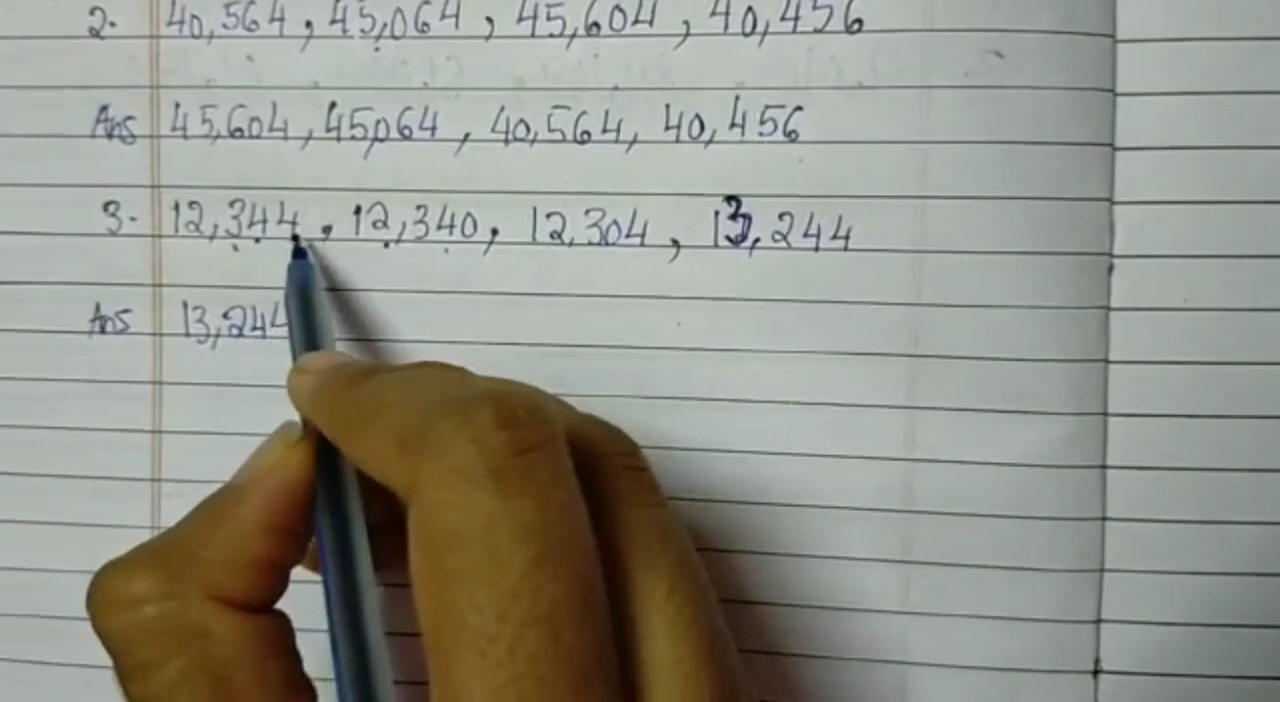 2. 40,564, 45,064, 45,604, 40,456
Ans 45,604, 45,064, 40,564, 40,456
3. 12,344, 12,340, 12,304, 13,244
Ans 13,244